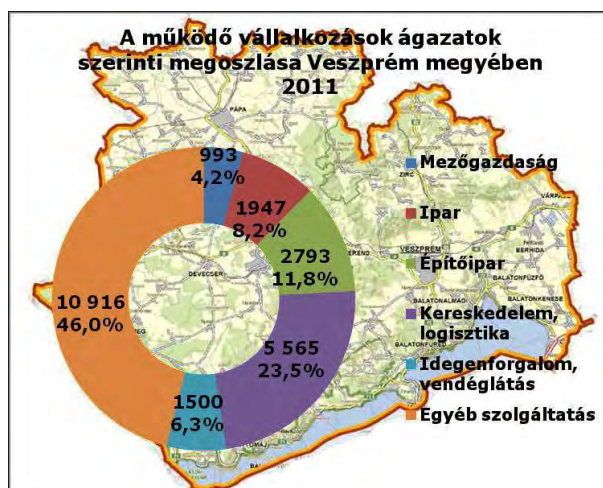 A működő vállalkozások ágazatok
szerinti megoszlása Veszprém megyében
2011
PÁPA
993
4,2%
Mezőgazdaság
ZIRC
1947
8,2%
Ipar
2793
11,8%
VESZPRÉM
BERHIDA
Építőipar
DEVECSER
BALATONFŰZFŐ
10 916
46,0%
BALATONALMÁDI
BALATONKENESE
Kereskedelem,
logisztika
5 565
23,5%
BALATONFÜRED
Idegenforgalom,
vendéglátás
1500
6,3%
Egyéb szolgáltatás